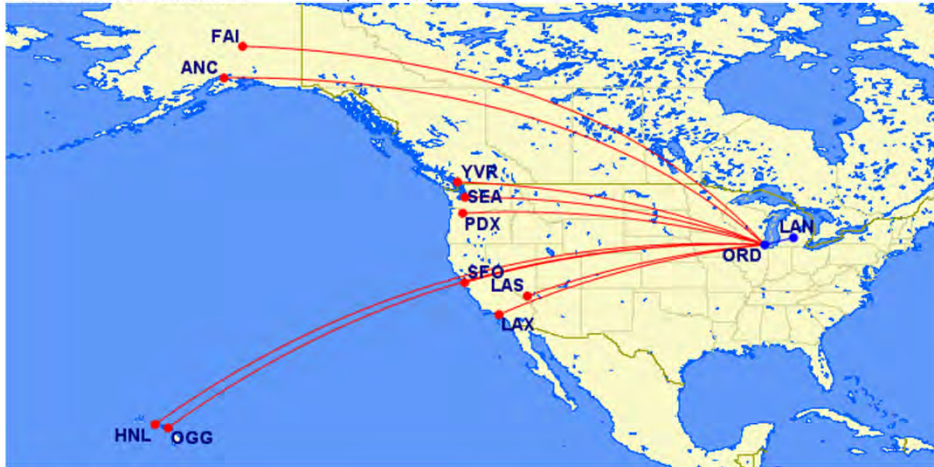 FAI
ANC
YVR
SEA
PDX
LAN
ORD
SFO
LAS
LAX
HNL
OGG